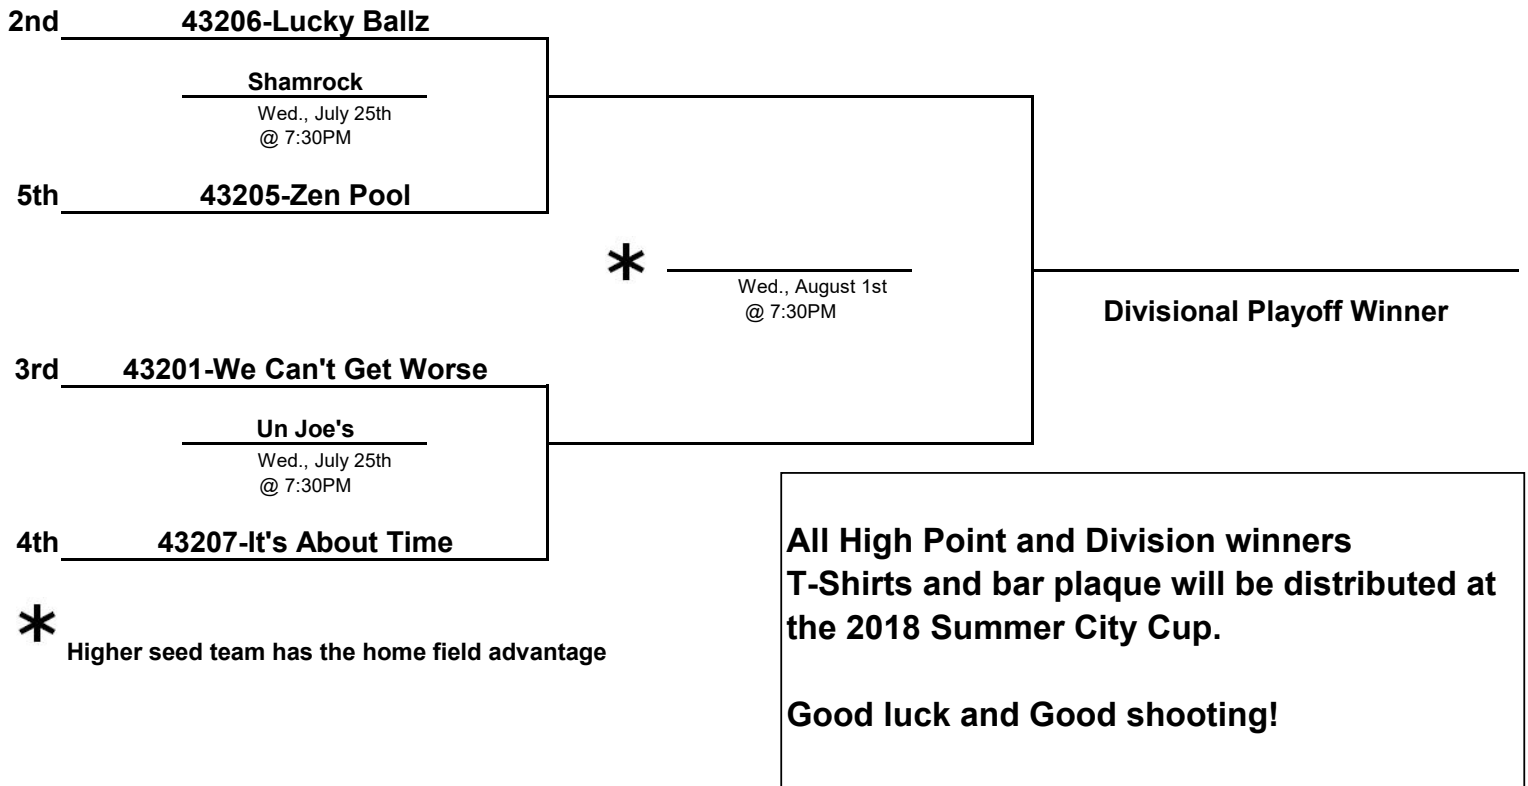 2nd 43206-Lucky Ballz
Shamrock
Wed., July 25th
@ 7:30PM
5th 43205-Zen Pool
*
Wed., August 1st
@ 7:30PM
Divisional Playoff Winner
3rd 43201-We Can't Get Worse
Un Joe's
Wed., July 25th
@ 7:30PM
4th 43207-It's About Time
* Higher seed team has the home field advantage
All High Point and Division winners
T-Shirts and bar plaque will be distributed at
the 2018 Summer City Cup.
Good luck and Good shooting!